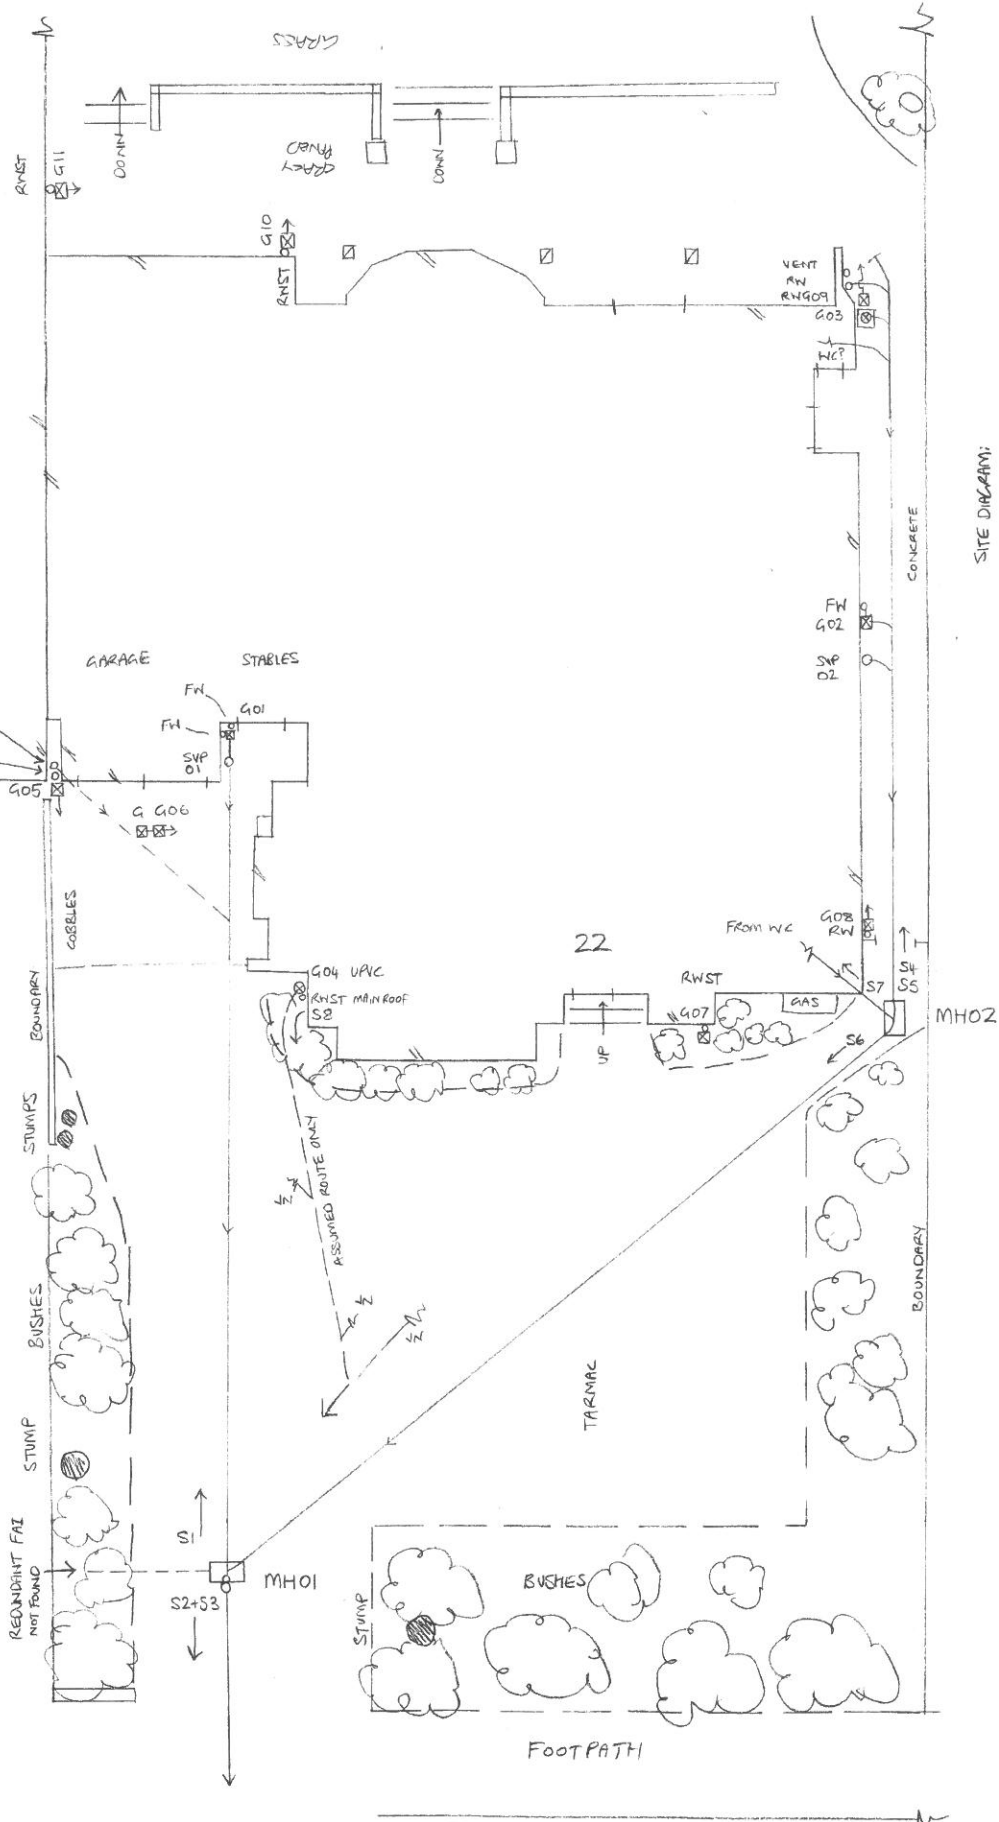 GRASS
RWST
G11
DOWN
CRACY
PAVED
DOWN
G10
RWST
VENT
RW
RWG09
G03
WC?
SITE DIAGRAM:
CONCRETE
FW
G02
SVP
02
GARAGE
STABLES
FW
FW
G01
SVP
01
G05
G G06
COBBLES
BOUNDARY
22
FROM WC
G08
RW
S4
S5
S7
MH02
G04 UPVC
RWST MAIN ROOF
S8
RWST
GAS
G07
UP
S6
STUMPS
ASSUMED ROUTE ONLY
BUSHES
BOUNDARY
TARMAC
STUMP
REDUNDANT FAI
NOT FOUND
S1
MH01
S2+S3
STUMP
BUSHES
FOOTPATH